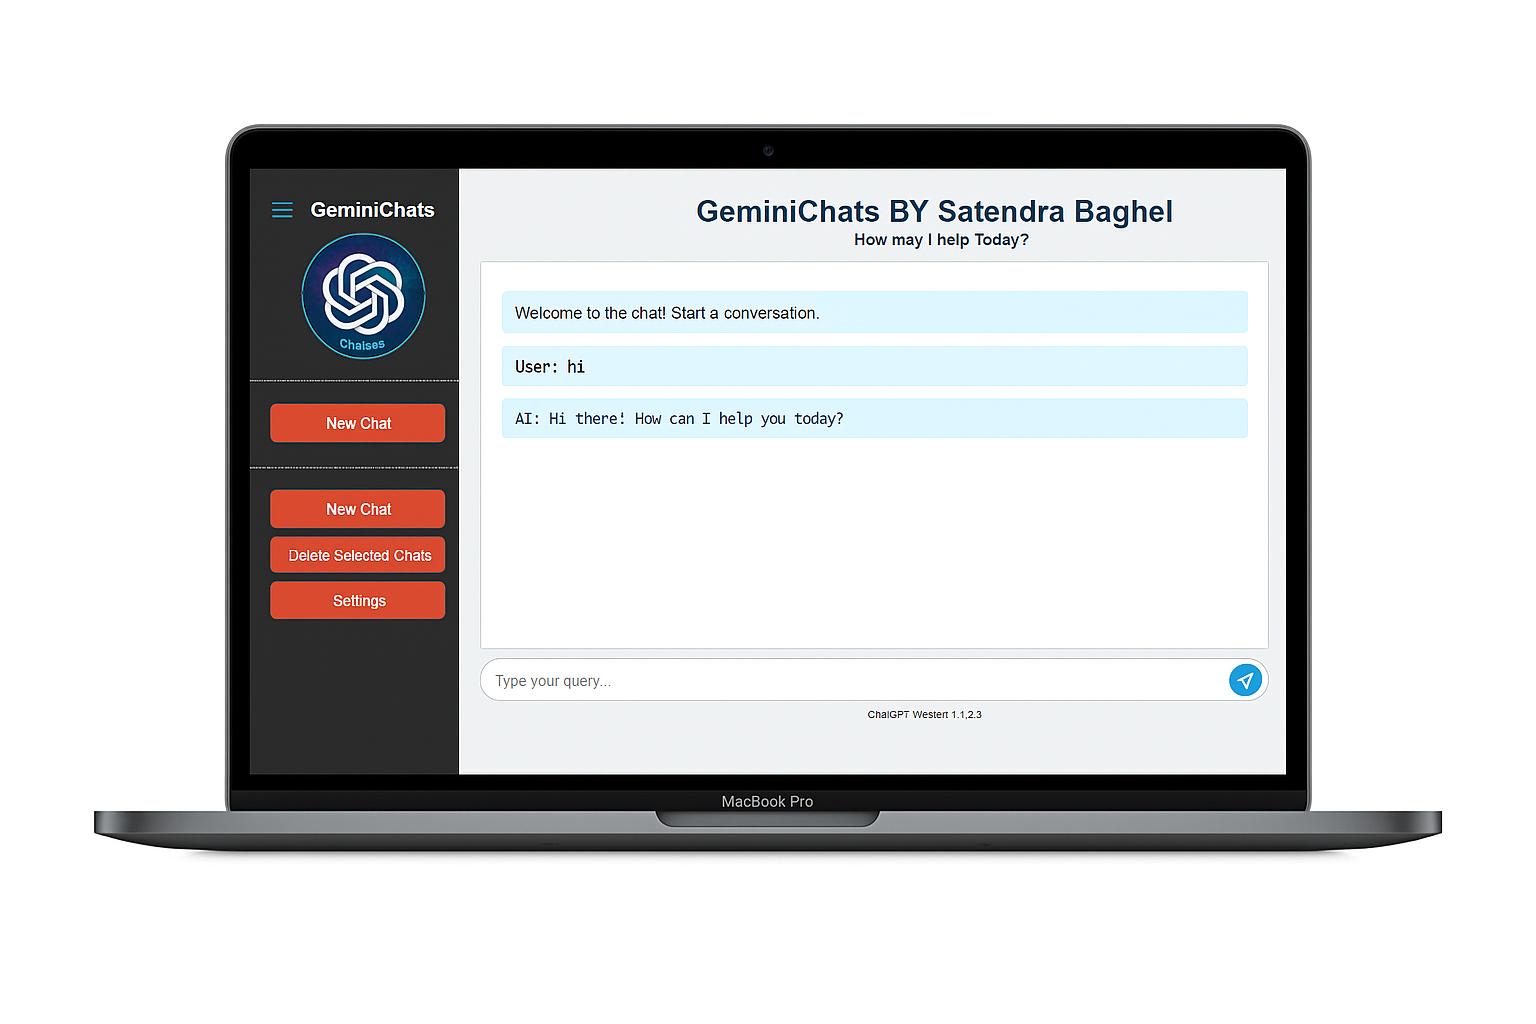 GeminiChats
Chalses
New Chat
New Chat
Delete Selected Chats
Settings
GeminiChats BY Satendra Baghel
How may I help Today?
Welcome to the chat! Start a conversation.
User: hi
AI: Hi there! How can I help you today?
Type your query...
ChalGPT Westert 1.1,2.3
MacBook Pro